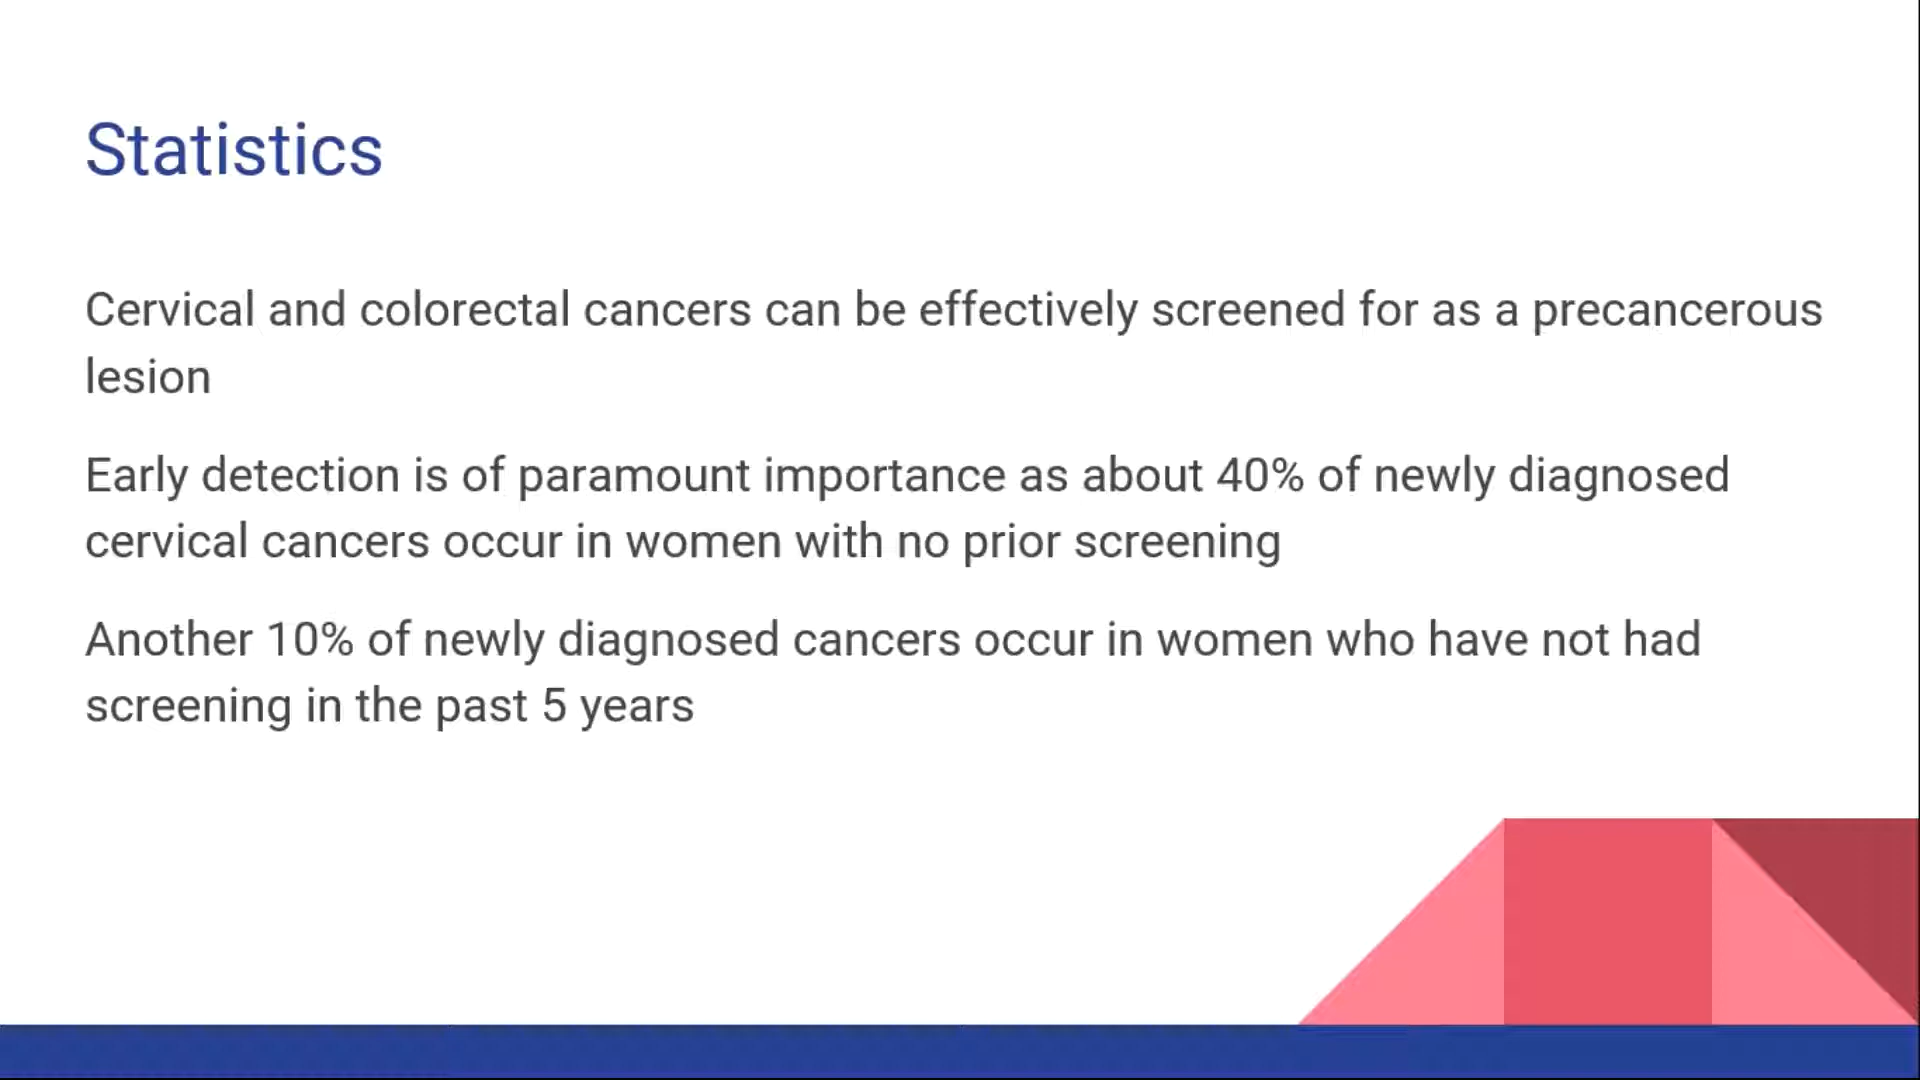 Statistics
Cervical and colorectal cancers can be effectively screened for as a precancerous
lesion
Early detection is of paramount importance as about 40% of newly diagnosed
cervical cancers occur in women with no prior screening
Another 10% of newly diagnosed cancers occur in women who have not had
screening in the past 5 years